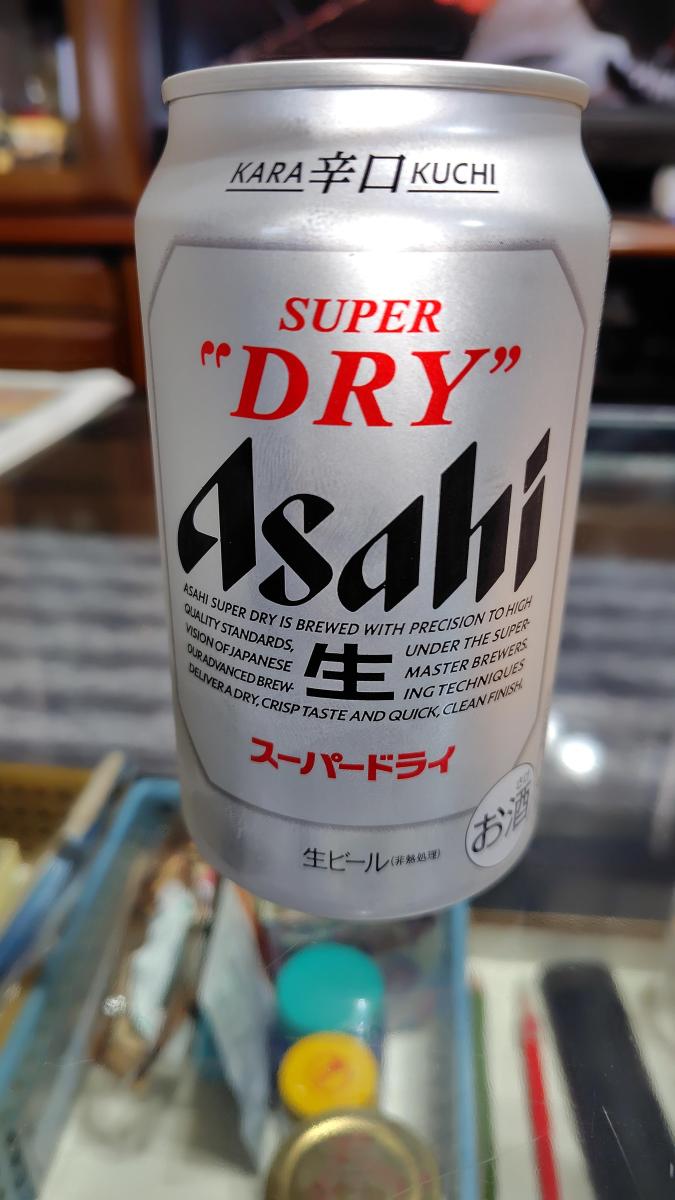 KARA 辛口 KUCHI
SUPER
"DRY"
Asahi
ASAHI SUPER DRY IS BREWED WITH PRECISION TO HIGH
QUALITY STANDARDS, UNDER THE SUPER-
VISION OF JAPANESE MASTER BREWERS.
OUR ADVANCED BREW- ING TECHNIQUES
生
DELIVER A DRY, CRISP TASTE AND QUICK, CLEAN FINISH.
スーパードライ
さけ
お酒
生ビール(非熱処理)